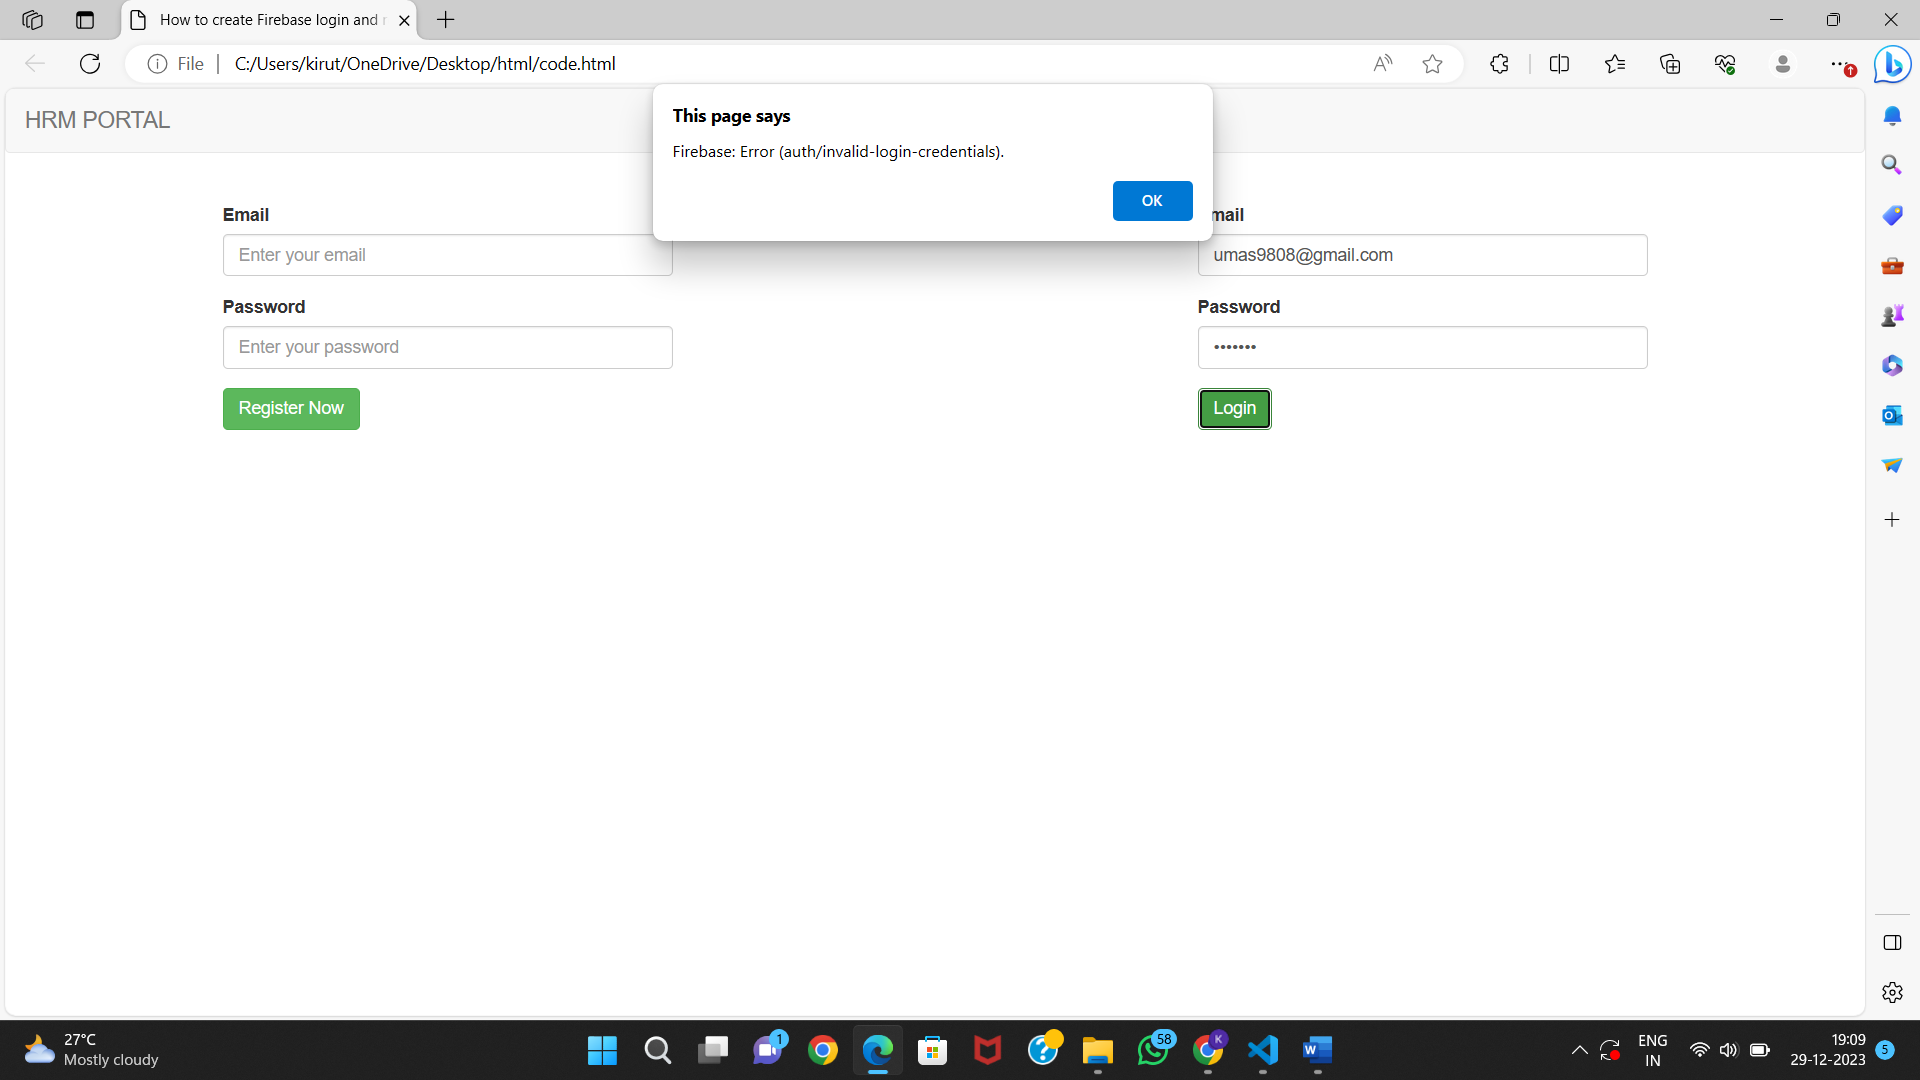 How to create Firebase login and
File
C:/Users/kirut/OneDrive/Desktop/html/code.html
HRM PORTAL
This page says
Firebase: Error (auth/invalid-login-credentials).
OK
Email
Enter your email
Password
Enter your password
Register Now
mail
umas9808@gmail.com
Password
•••••••
Login
27°C
Mostly cloudy
1
58
K
ENG
IN
19:09
29-12-2023
5